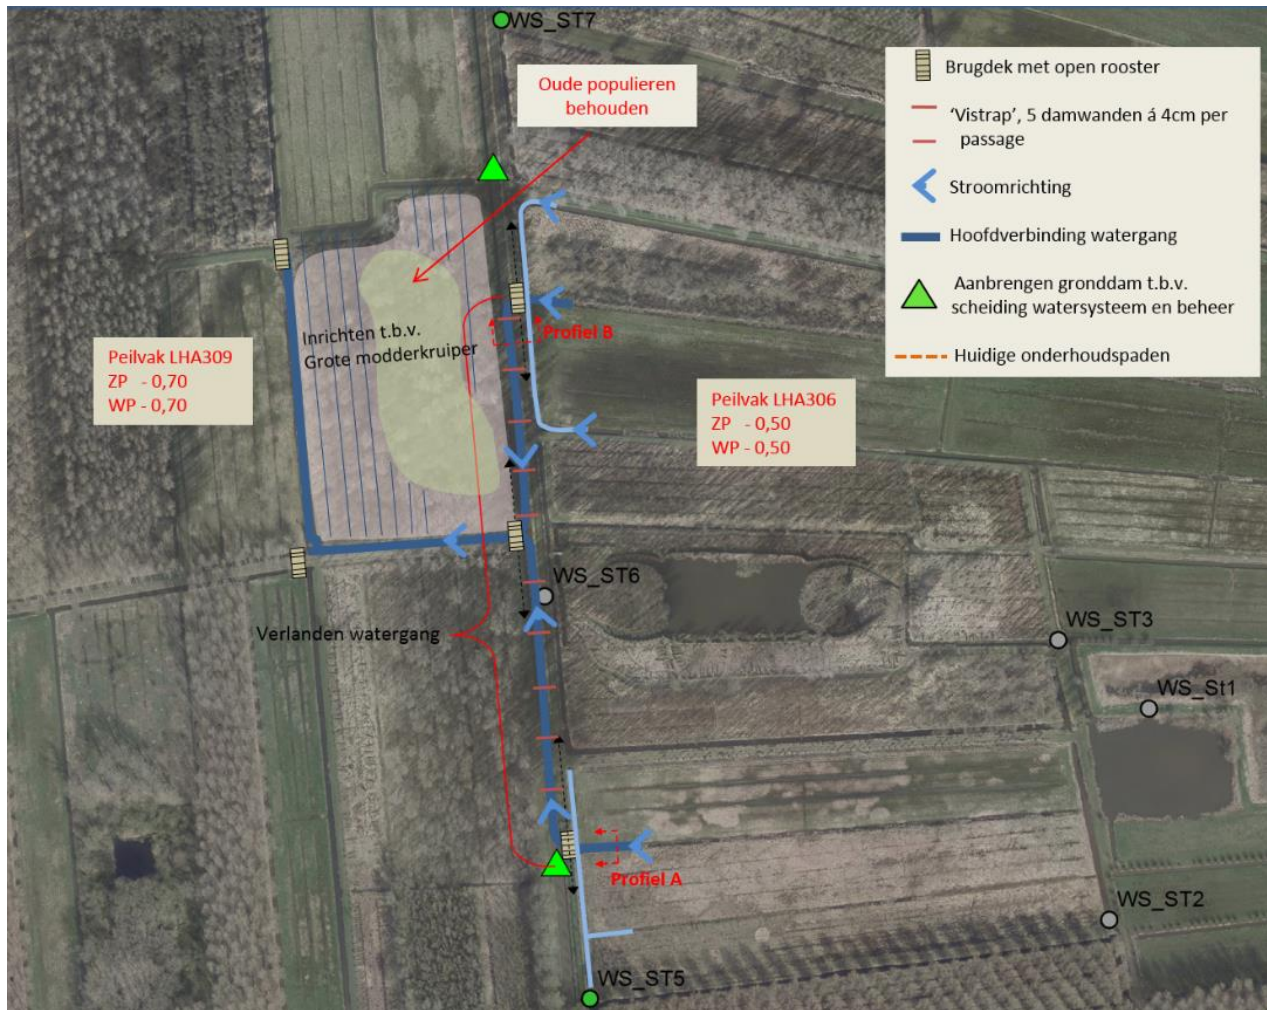 WS_ST7
Oude populieren
behouden
Brugdek met open rooster
‘Vistrap’, 5 damwanden á 4cm per
passage
Stroomrichting
Hoofdverbinding watergang
Aanbrengen gronddam t.b.v.
scheiding watersysteem en beheer
Huidige onderhoudspaden
Inrichten t.b.v.
Grote modderkruiper
Profiel B
Peilvak LHA309
ZP - 0,70
WP - 0,70
Peilvak LHA306
ZP - 0,50
WP - 0,50
WS_ST6
Verlanden watergang
WS_ST3
WS_St1
Profiel A
WS_ST2
WS_ST5